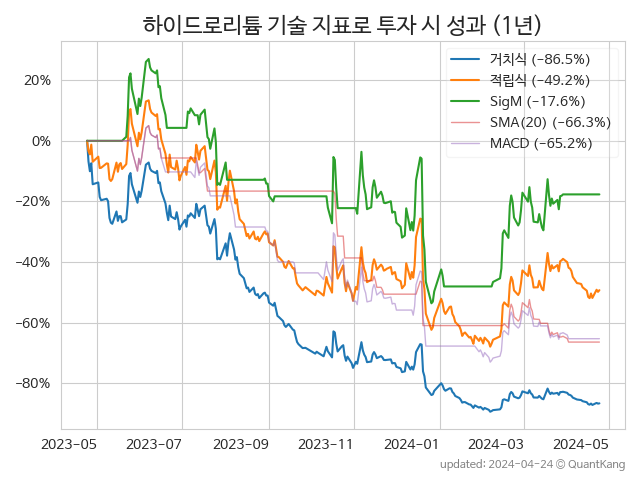 하이드로리튬 기술 지표로 투자 시 성과 (1년)
거치식 (−86.5%)
적립식 (−49.2%)
SigM (−17.6%)
SMA(20) (−66.3%)
MACD (−65.2%)
20%
0%
−20%
−40%
−60%
−80%
2023-05 2023-07 2023-09 2023-11 2024-01 2024-03 2024-05
updated: 2024-04-24 © QuantKang